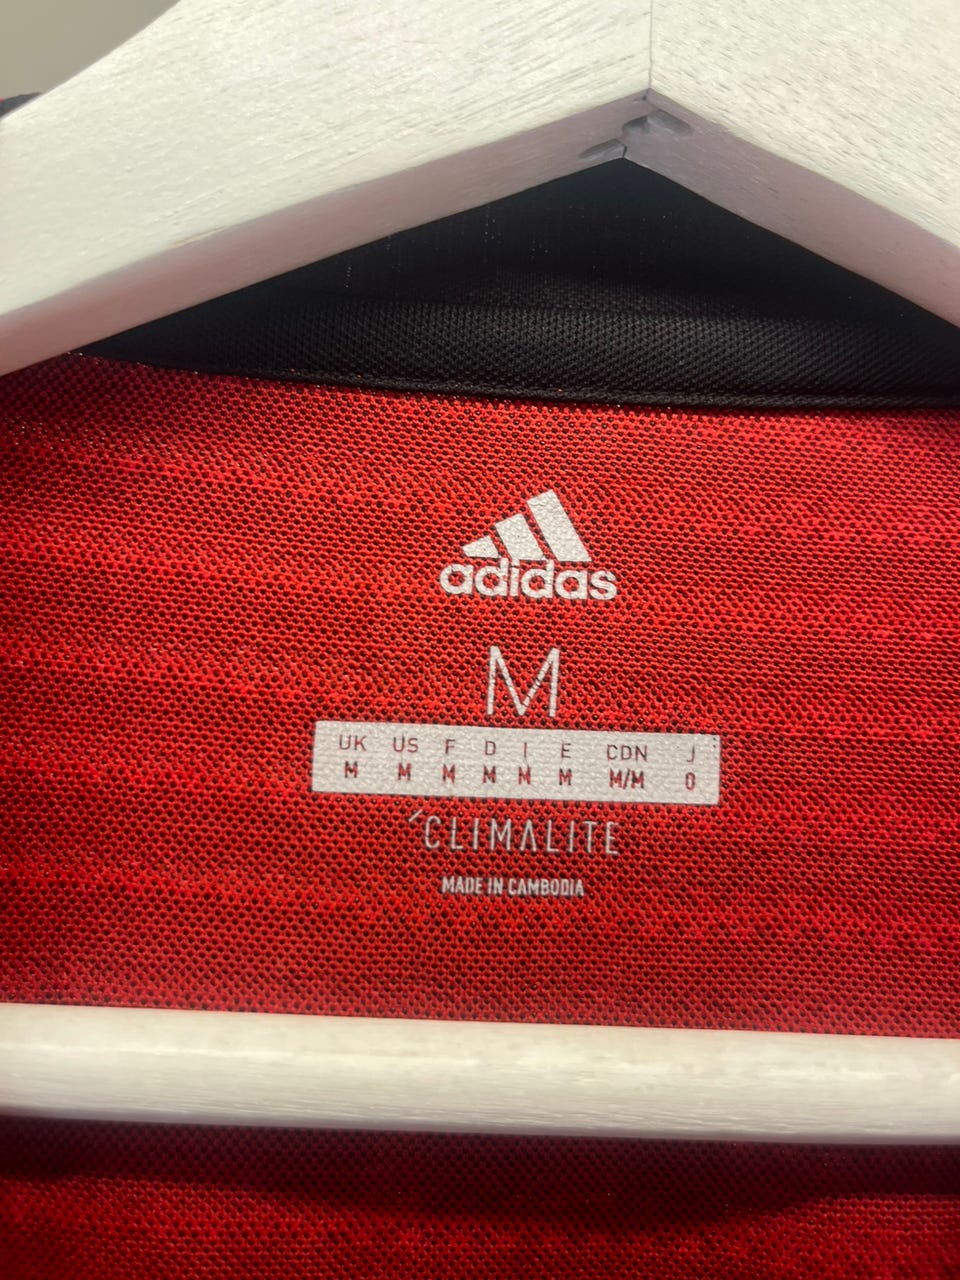 adidas
M
UK US F D I E CDN J
M M M M M M M/M O
CLIMALITE
MADE IN CAMBODIA